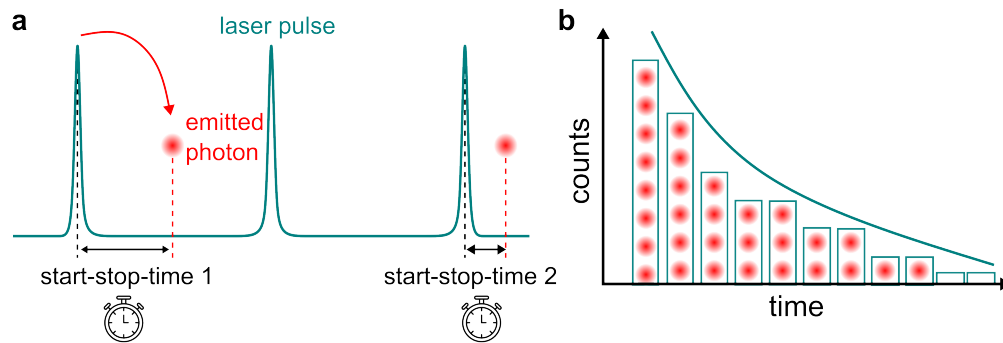 a
laser pulse
emitted
photon
start-stop-time 1
start-stop-time 2
b
counts
time